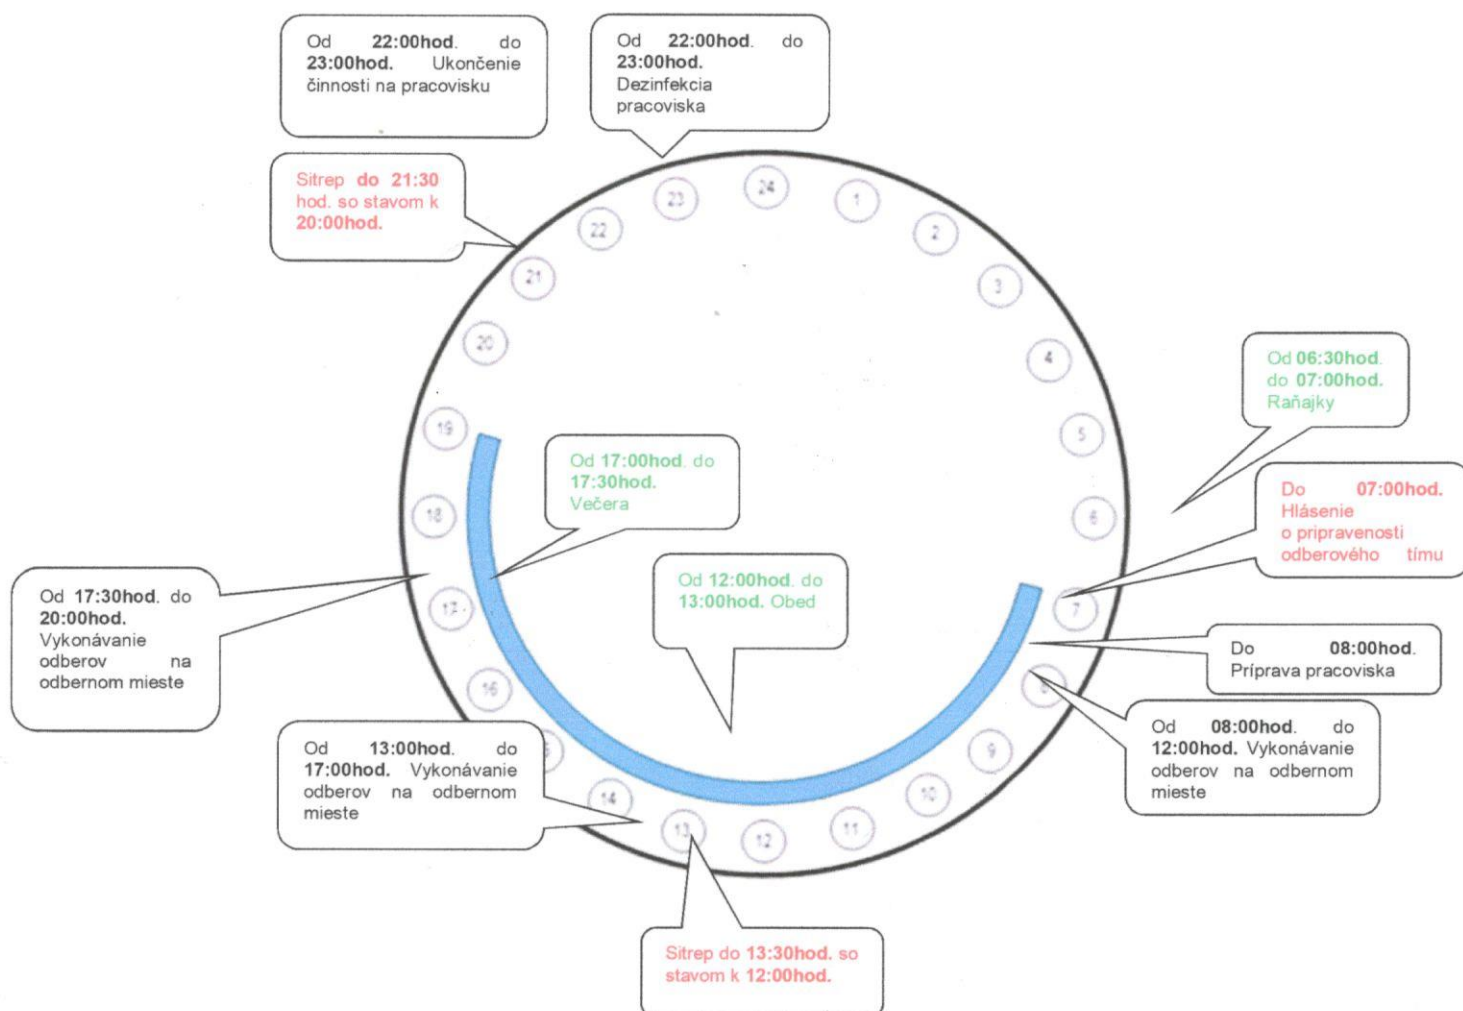 Od 22:00hod. do
23:00hod. Ukončenie
činnosti na pracovisku
Od 22:00hod. do
23:00hod.
Dezinfekcia
pracoviska
Sitrep do 21:30
hod. so stavom k
20:00hod.
24
1
2
3
4
5
6
7
8
9
10
11
12
13
14
16
17
18
19
20
21
22
23
Od 06:30hod.
do 07:00hod.
Raňajky
Do 07:00hod.
Hlásenie
o pripravenosti
odberového tímu
Do 08:00hod.
Príprava pracoviska
Od 08:00hod. do
12:00hod. Vykonávanie
odberov na odbernom
mieste
Od 17:00hod. do
17:30hod.
Večera
Od 12:00hod. do
13:00hod. Obed
Od 17:30hod. do
20:00hod.
Vykonávanie
odberov na
odbernom mieste
Od 13:00hod. do
17:00hod. Vykonávanie
odberov na odbernom
mieste
Sitrep do 13:30hod. so
stavom k 12:00hod.